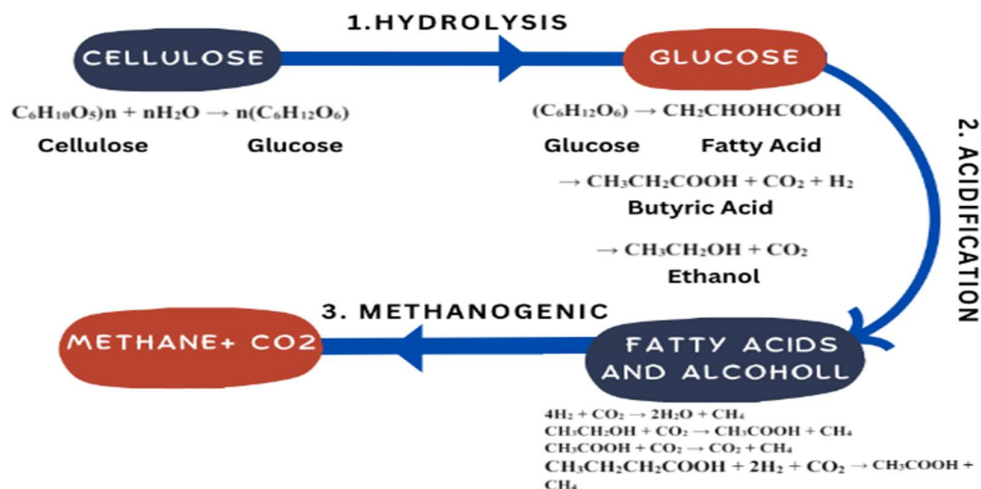 1.HYDROLYSIS
CELLULOSE
GLUCOSE
C₆H₁₀O₅)n + nH₂O → n(C₆H₁₂O₆)
Cellulose Glucose
(C₆H₁₂O₆) → CH₂CHOHCOOH
Glucose Fatty Acid
→ CH₃CH₂COOH + CO₂ + H₂
Butyric Acid
→ CH₃CH₂OH + CO₂
Ethanol
2. ACIDIFICATION
3. METHANOGENIC
METHANE+ CO2
FATTY ACIDS
AND ALCOHOLL
4H₂ + CO₂ → 2H₂O + CH₄
CH₃CH₂OH + CO₂ → CH₃COOH + CH₄
CH₃COOH + CO₂ → CO₂ + CH₄
CH₃CH₂CH₂COOH + 2H₂ + CO₂ → CH₃COOH +
CH₄